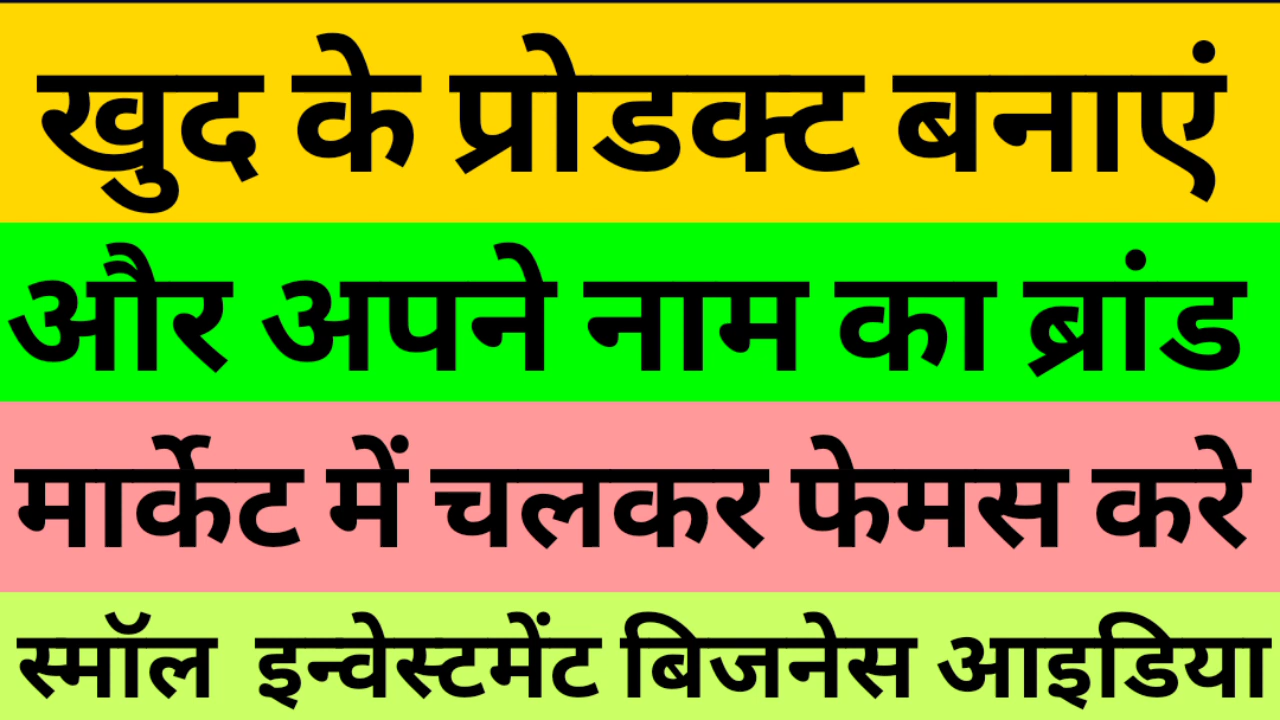 खुद के प्रोडक्ट बनाएं
और अपने नाम का ब्रांड
मार्केट में चलकर फेमस करे
स्मॉल इन्वेस्टमेंट बिजनेस आइडिया